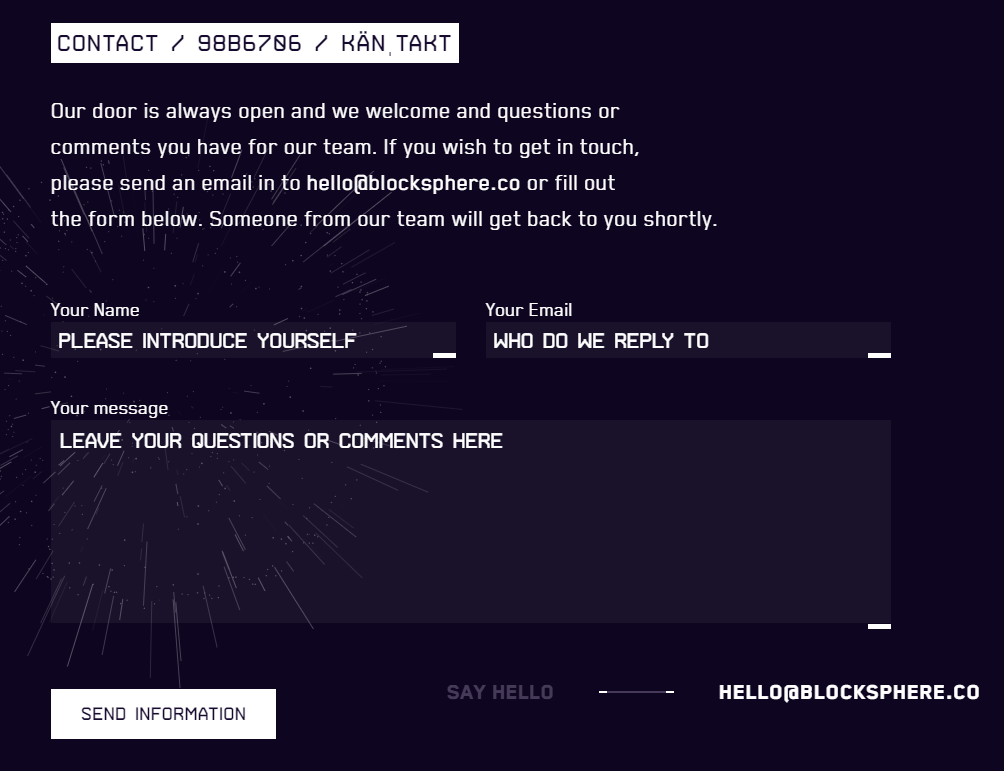 CONTACT / 98B6706 / KÄNˌTAKT
Our door is always open and we welcome and questions or
comments you have for our team. If you wish to get in touch,
please send an email in to hello@blocksphere.co or fill out
the form below. Someone from our team will get back to you shortly.
Your Name
Your Email
PLEASE INTRODUCE YOURSELF
WHO DO WE REPLY TO
Your message
LEAVE YOUR QUESTIONS OR COMMENTS HERE
SAY HELLO
HELLO@BLOCKSPHERE.CO
SEND INFORMATION